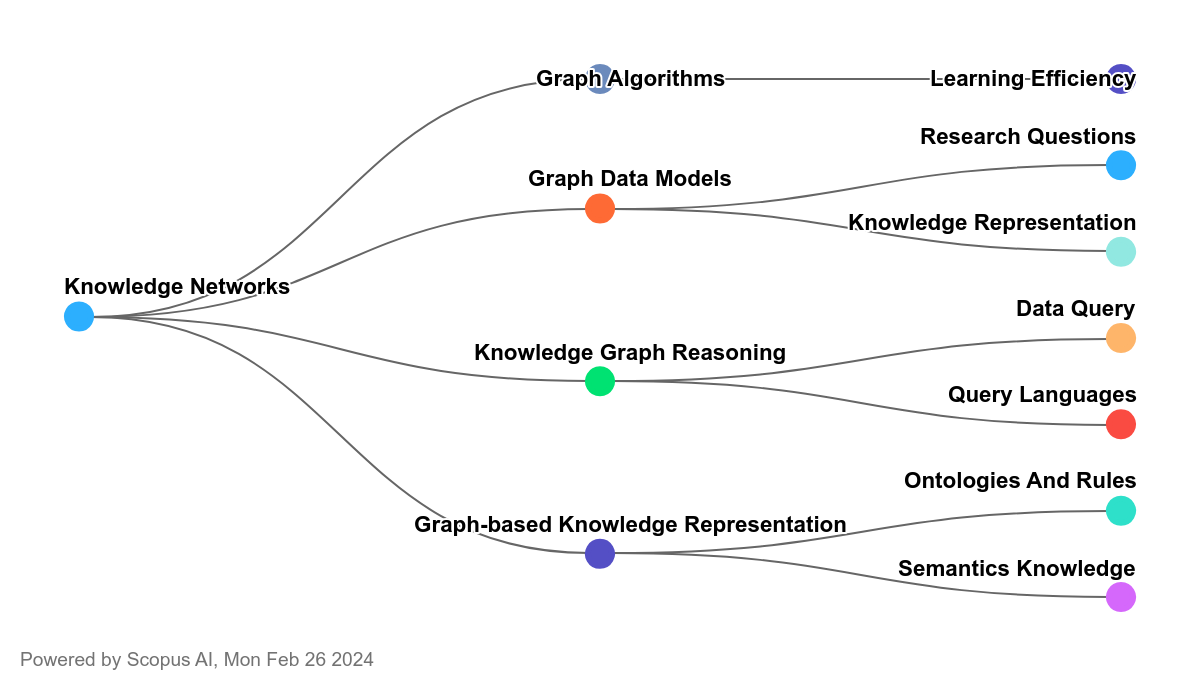 Graph Algorithms
Learning Efficiency
Research Questions
Graph Data Models
Knowledge Representation
Knowledge Networks
Data Query
Knowledge Graph Reasoning
Query Languages
Ontologies And Rules
Graph-based Knowledge Representation
Semantics Knowledge
Powered by Scopus AI, Mon Feb 26 2024